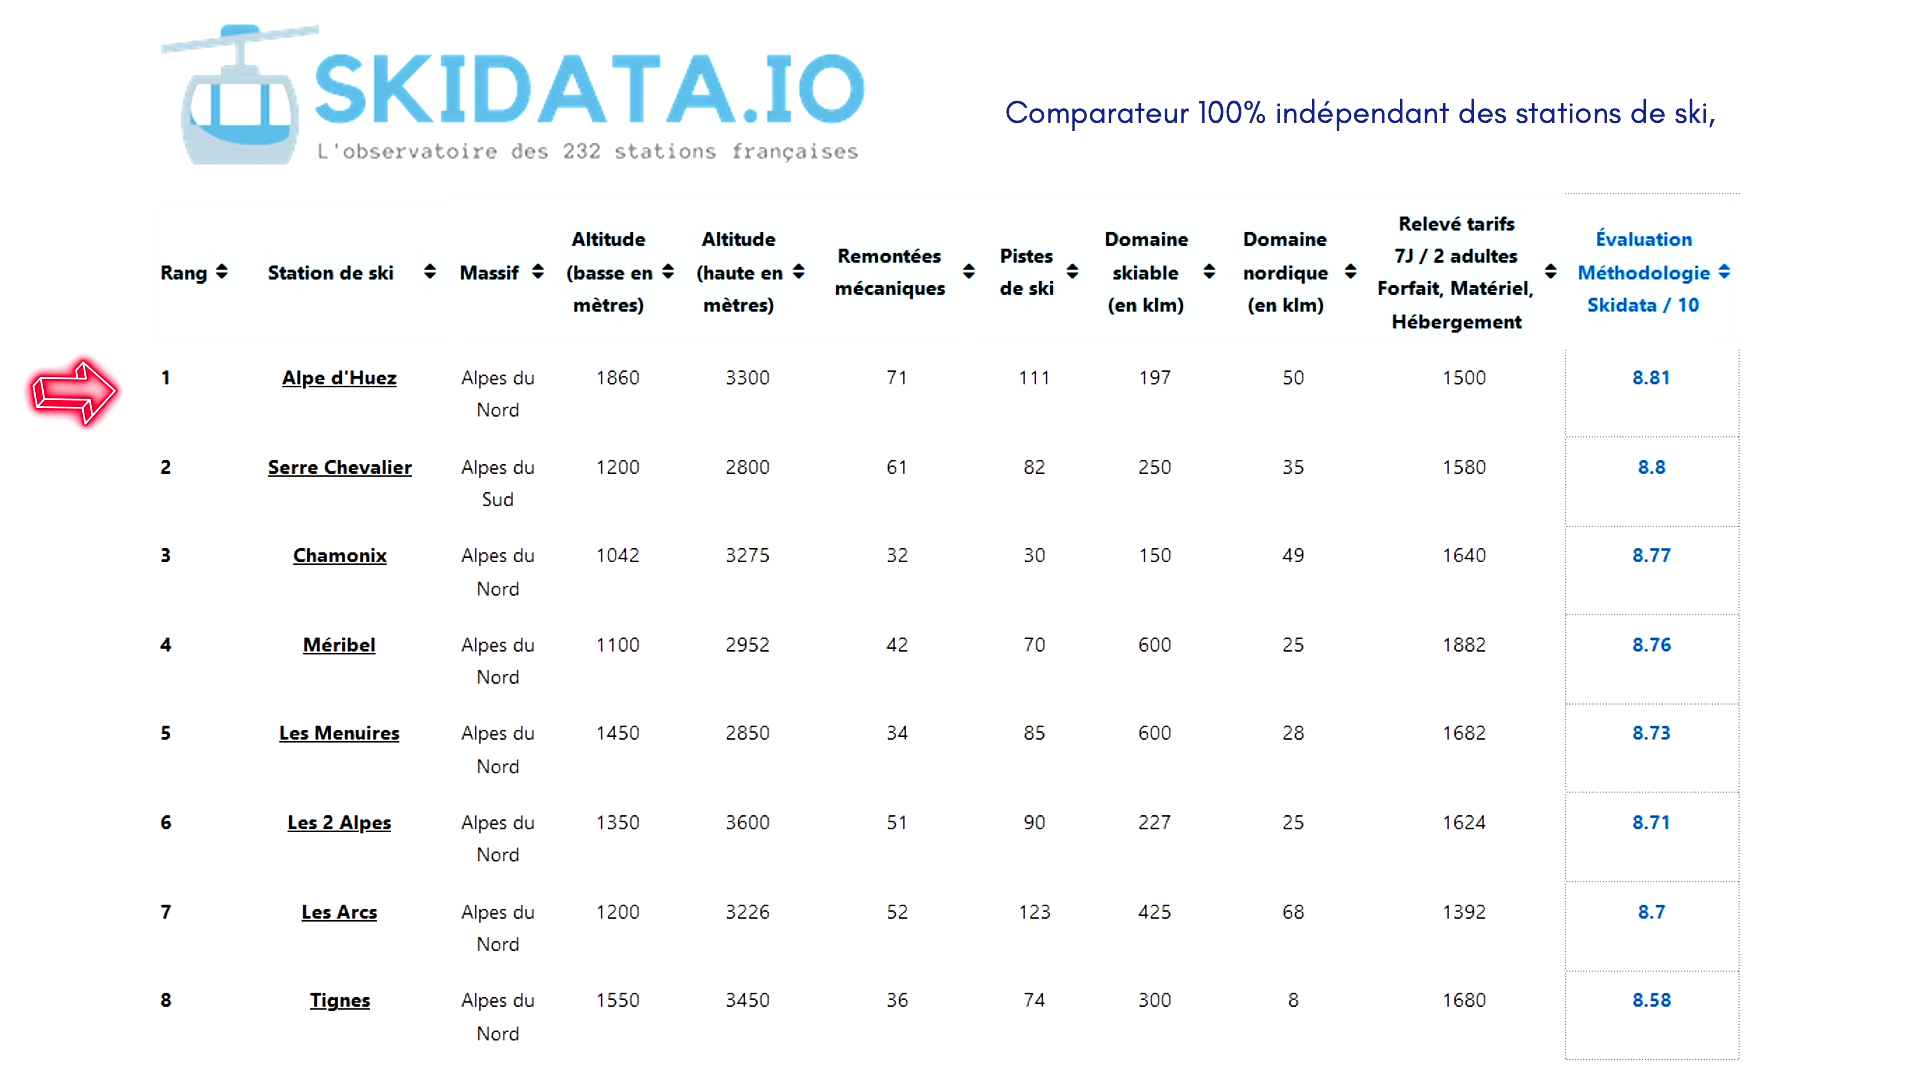 SKIDATA.IO
L'observatoire des 232 stations françaises
Comparateur 100% indépendant des stations de ski,
Rang Station de ski Massif Altitude (basse en mètres) Altitude (haute en mètres) Remontées mécaniques Pistes de ski Domaine skiable (en klm) Domaine nordique (en klm) Relevé tarifs 7J / 2 adultes Forfait, Matériel, Hébergement Évaluation Méthodologie Skidata / 10
1 Alpe d'Huez Alpes du Nord 1860 3300 71 111 197 50 1500 8.81
2 Serre Chevalier Alpes du Sud 1200 2800 61 82 250 35 1580 8.8
3 Chamonix Alpes du Nord 1042 3275 32 30 150 49 1640 8.77
4 Méribel Alpes du Nord 1100 2952 42 70 600 25 1882 8.76
5 Les Menuires Alpes du Nord 1450 2850 34 85 600 28 1682 8.73
6 Les 2 Alpes Alpes du Nord 1350 3600 51 90 227 25 1624 8.71
7 Les Arcs Alpes du Nord 1200 3226 52 123 425 68 1392 8.7
8 Tignes Alpes du Nord 1550 3450 36 74 300 8 1680 8.58